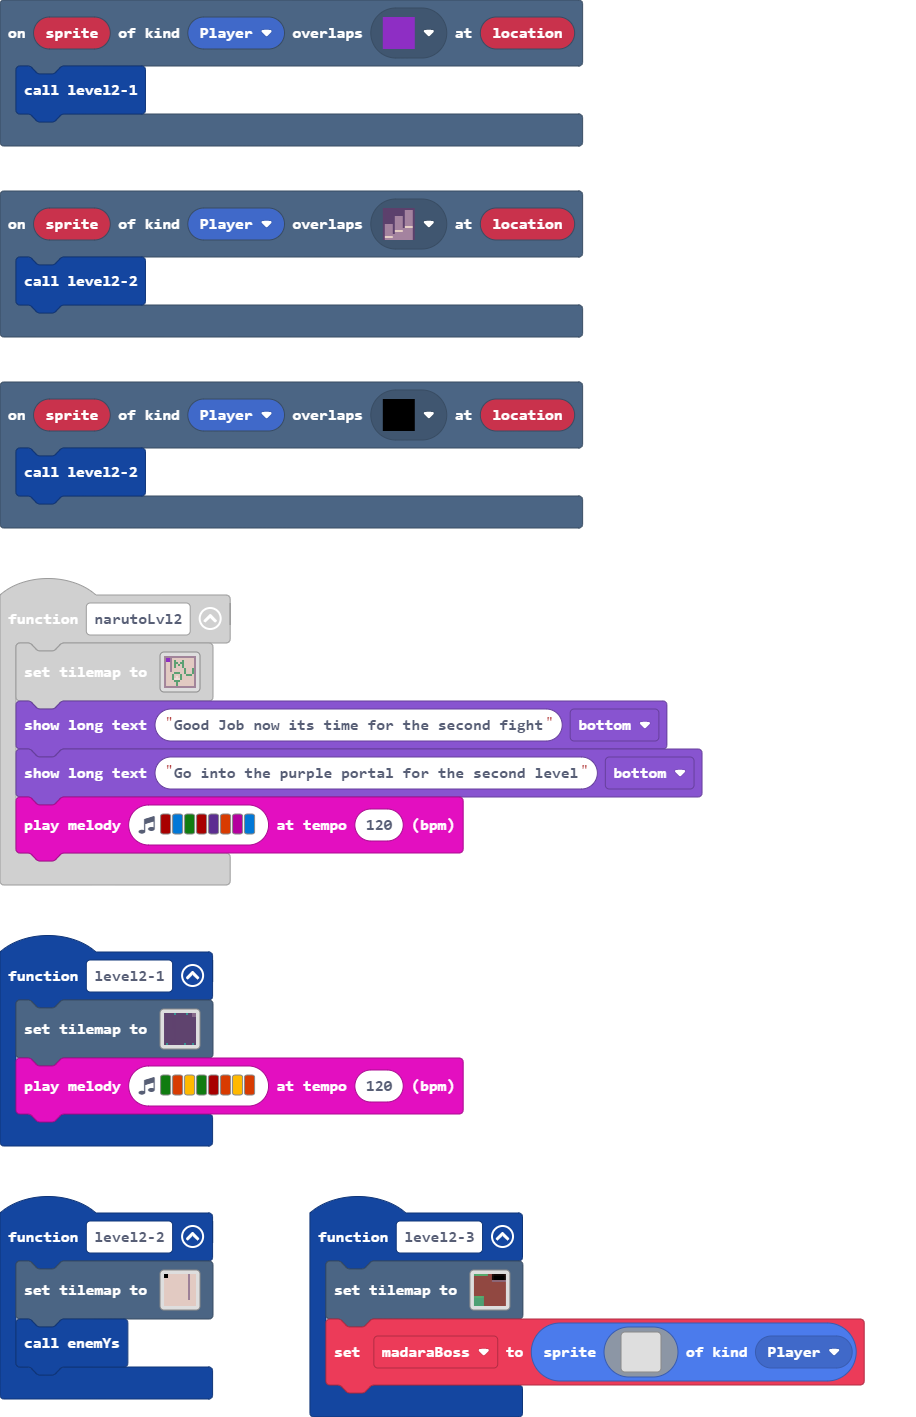 on sprite of kind Player overlaps at location
call level2-1
on sprite of kind Player overlaps at location
call level2-2
on sprite of kind Player overlaps at location
call level2-2
function narutoLvl2
set tilemap to
show long text "Good Job now its time for the second fight" bottom
show long text "Go into the purple portal for the second level" bottom
play melody at tempo 120 (bpm)
function level2-1
set tilemap to
play melody at tempo 120 (bpm)
function level2-2
set tilemap to
call enemYs
function level2-3
set tilemap to
set madaraBoss to sprite of kind Player